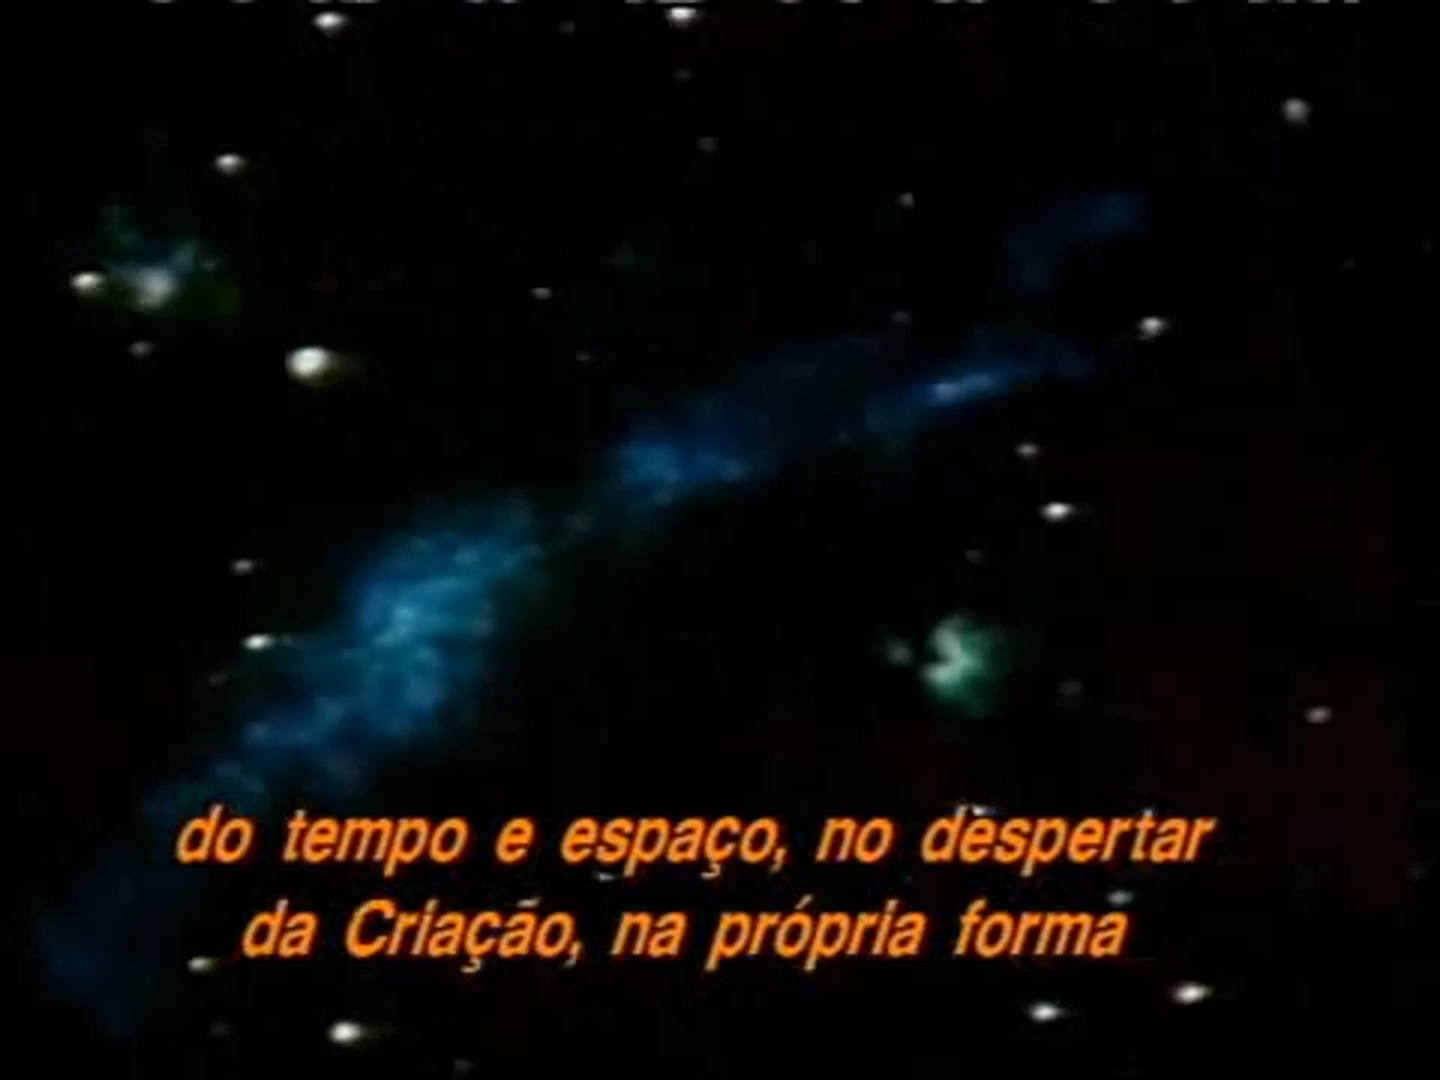 do tempo e espaço, no despertar
da Criação, na própria forma